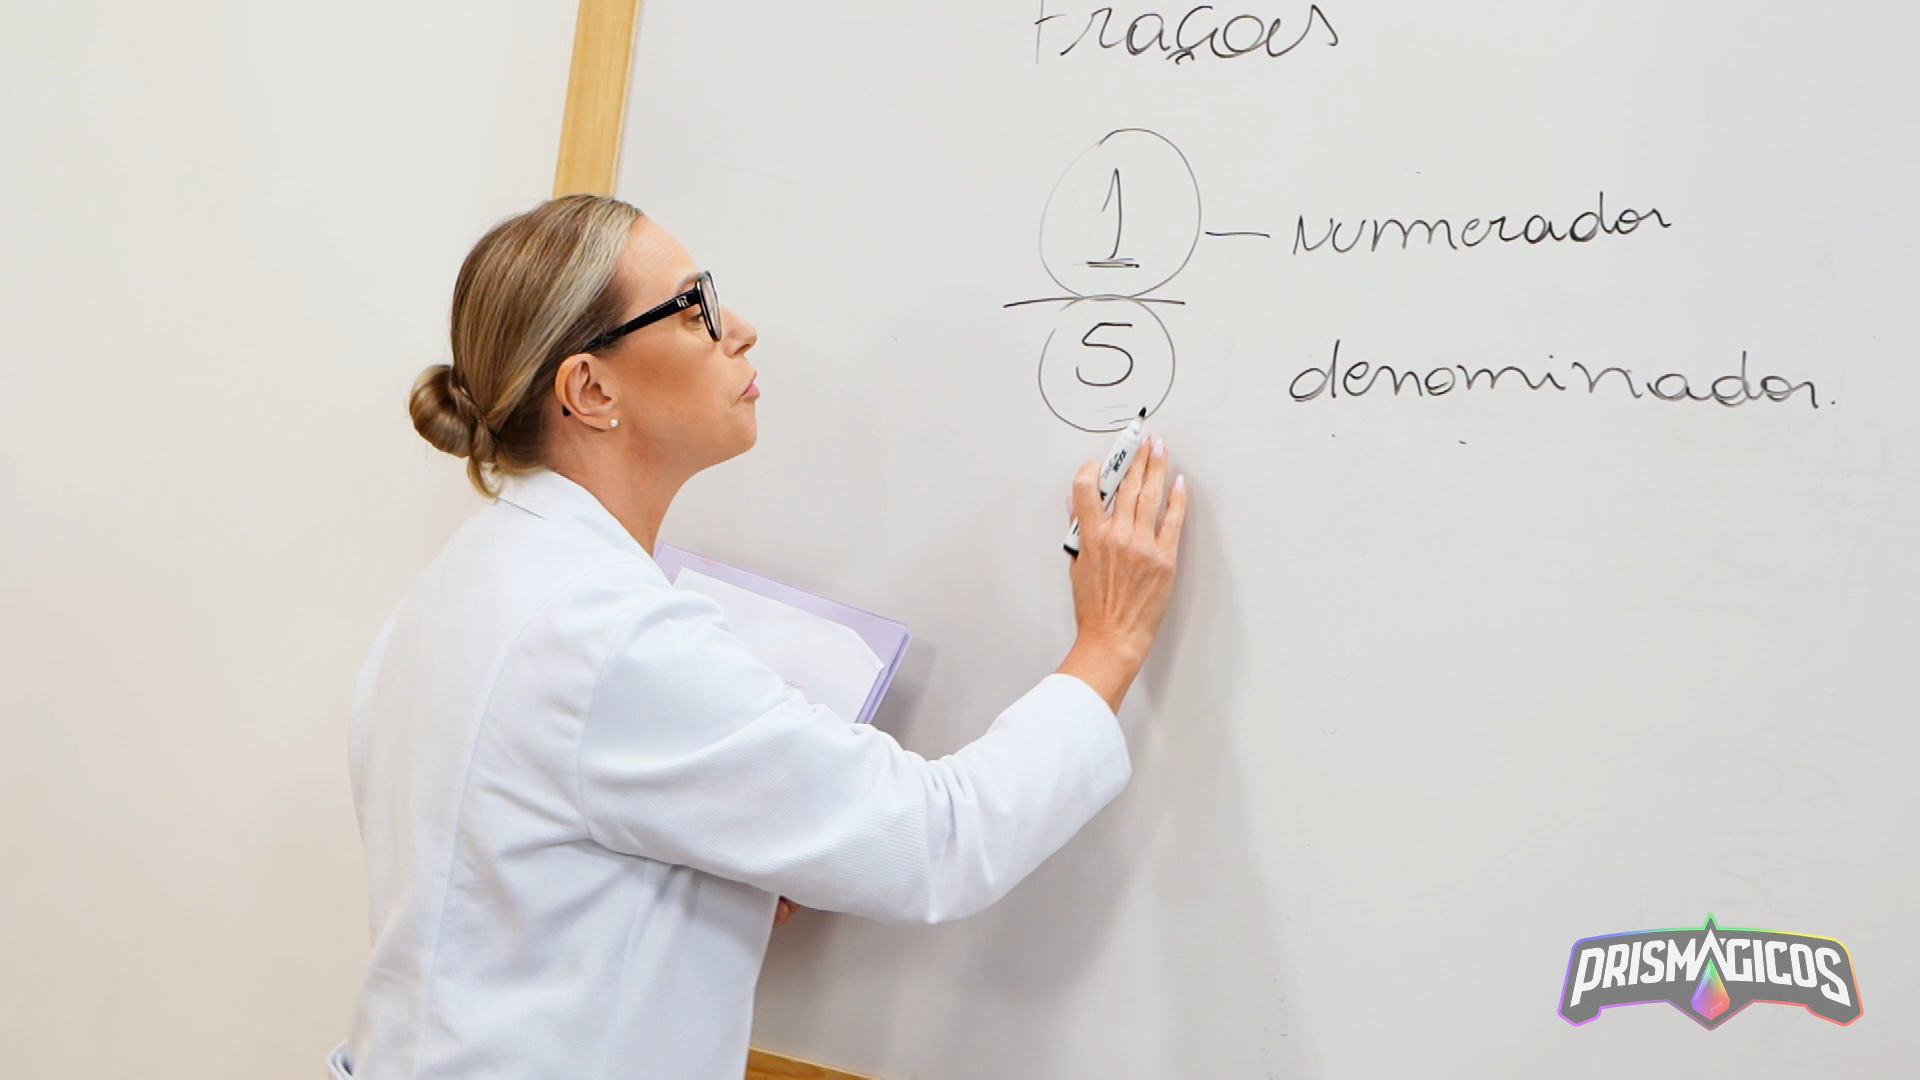 Frações
1 — Numerador
5 denominador.
PRISMÁGICOS